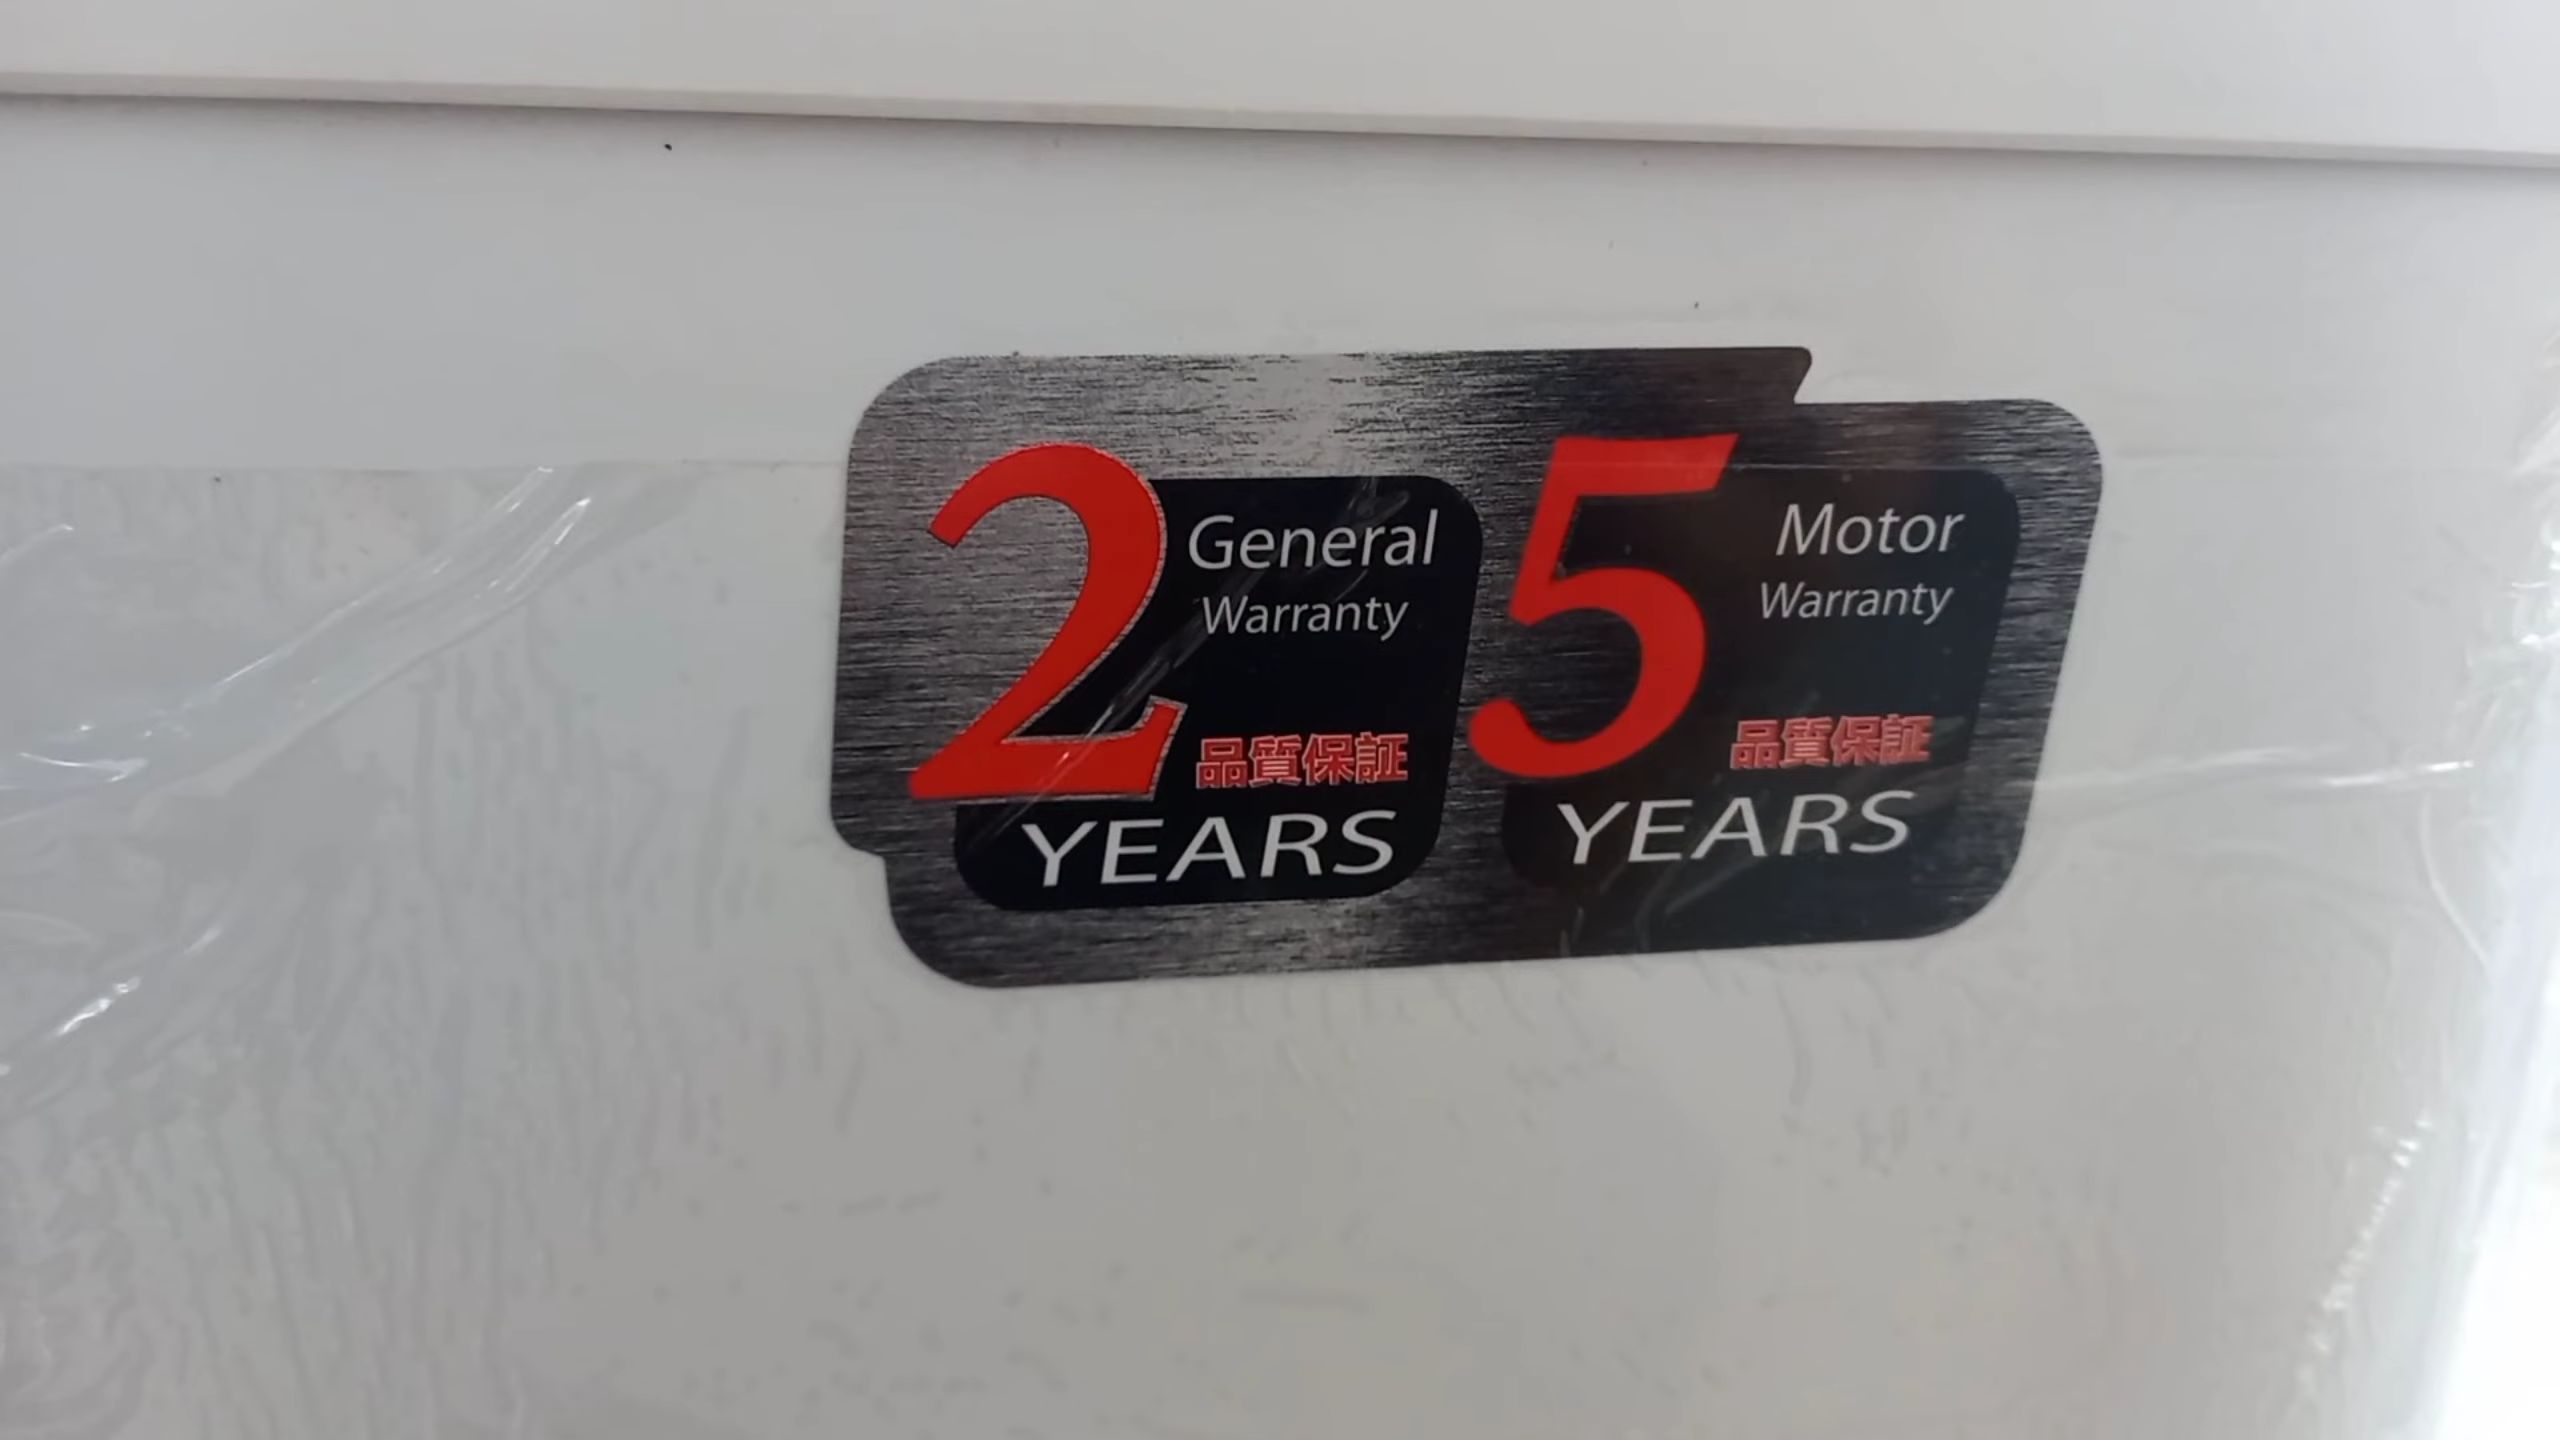 2
General
Warranty
品質保証
YEARS
5
Motor
Warranty
品質保証
YEARS